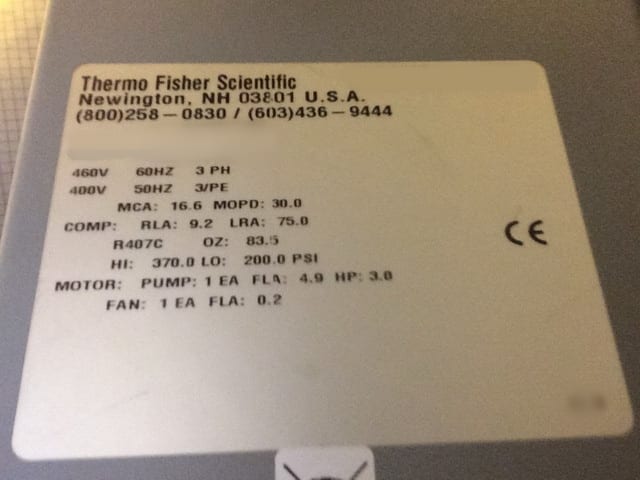 Thermo Fisher Scientific
Newington, NH 03801 U.S.A.
(800)258-0830 / (603)436-9444
460V 60HZ 3 PH
400V 50HZ 3/PE
MCA: 16.6 MOPD: 30.0
COMP: RLA: 9.2 LRA: 75.0
R407C OZ: 83.5
HI: 370.0 LO: 200.0 PSI
MOTOR: PUMP: 1 EA FLA: 4.9 HP: 3.0
FAN: 1 EA FLA: 0.2
CE